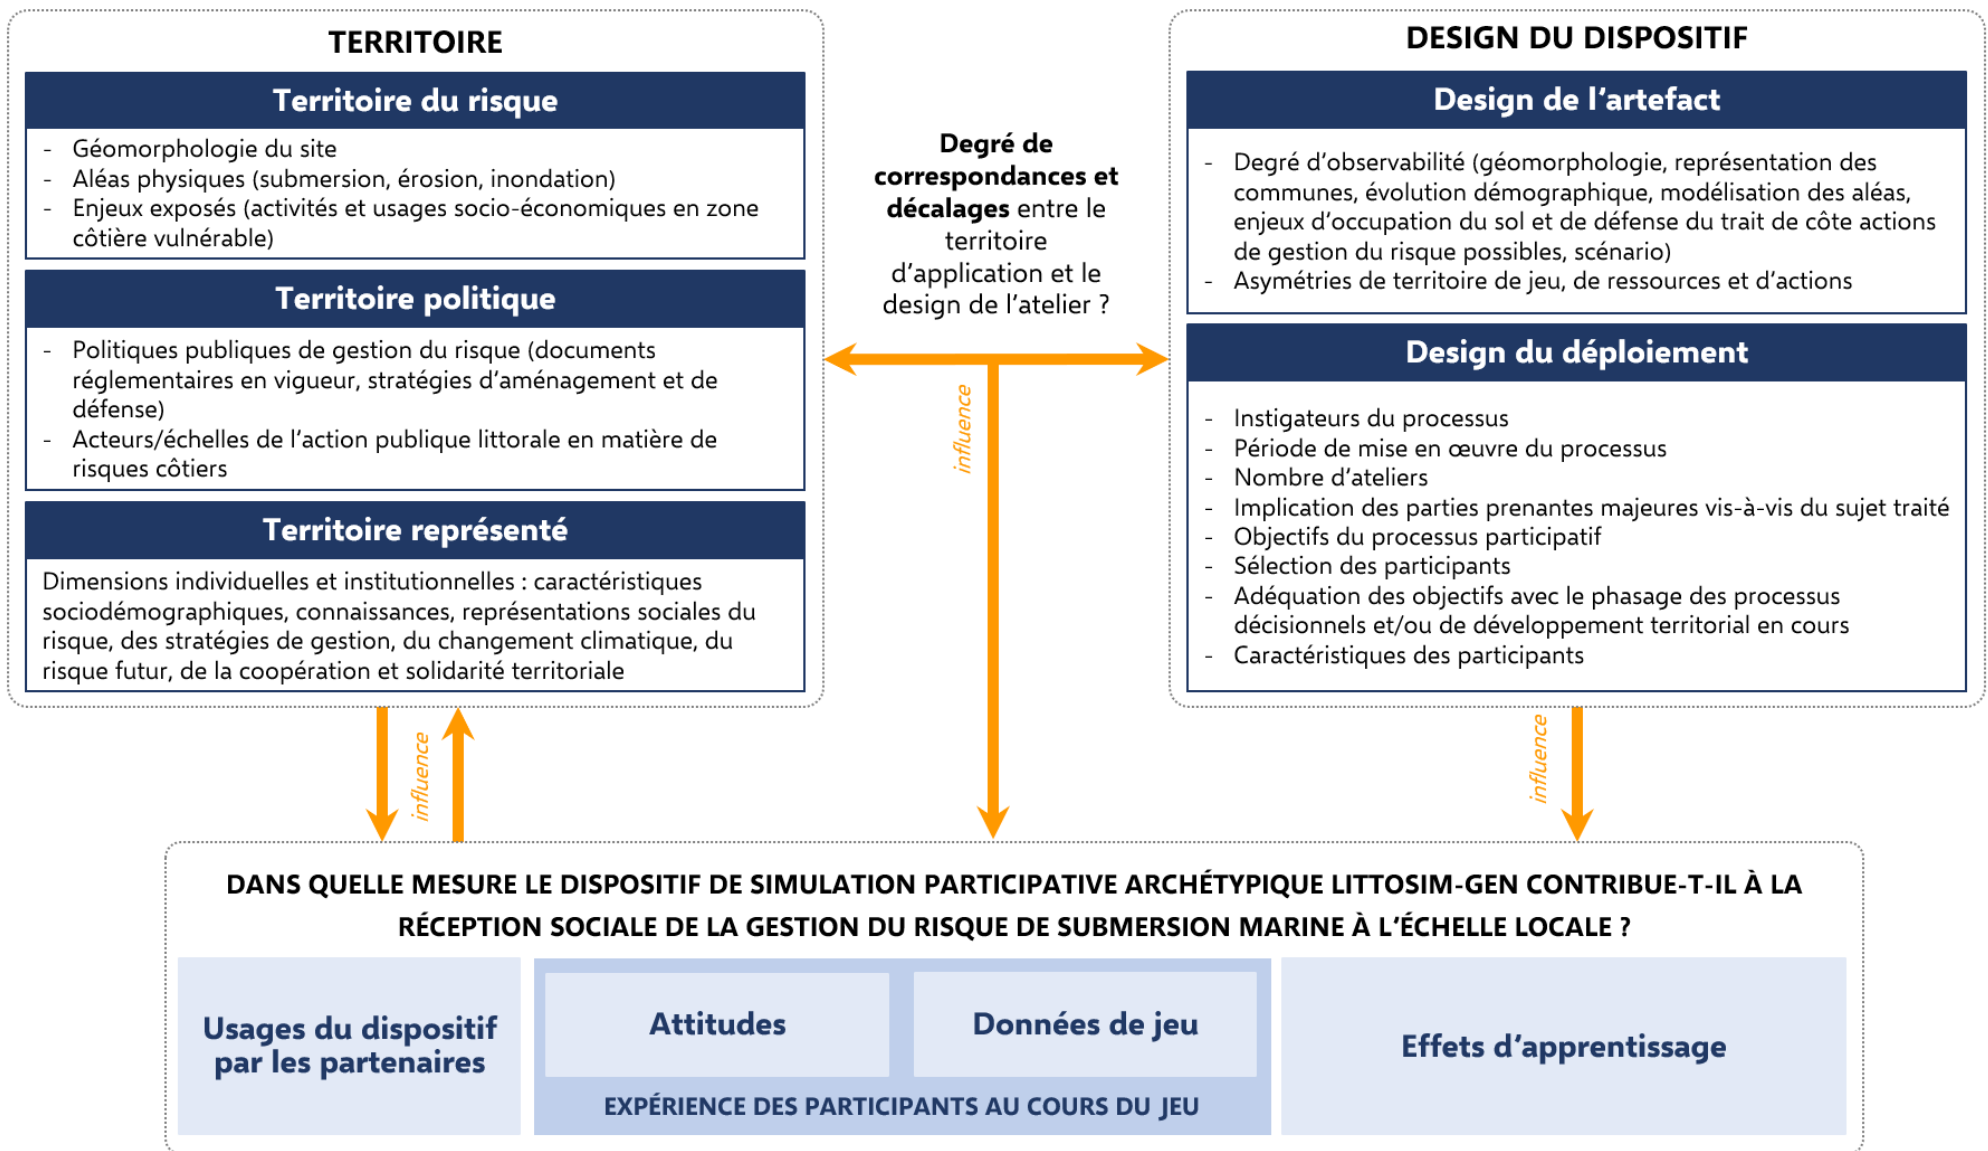 TERRITOIRE
Territoire du risque
- Géomorphologie du site
- Aléas physiques (submersion, érosion, inondation)
- Enjeux exposés (activités et usages socio-économiques en zone
côtière vulnérable)
Territoire politique
- Politiques publiques de gestion du risque (documents
réglementaires en vigueur, stratégies d'aménagement et de
défense)
- Acteurs/échelles de l'action publique littorale en matière de
risques côtiers
Territoire représenté
Dimensions individuelles et institutionnelles : caractéristiques
sociodémographiques, connaissances, représentations sociales du
risque, des stratégies de gestion, du changement climatique, du
risque futur, de la coopération et solidarité territoriale
Degré de
correspondances et
décalages entre le
territoire
d'application et le
design de l'atelier ?
influence
DESIGN DU DISPOSITIF
Design de l'artefact
- Degré d'observabilité (géomorphologie, représentation des
communes, évolution démographique, modélisation des aléas,
enjeux d'occupation du sol et de défense du trait de côte actions
de gestion du risque possibles, scénario)
- Asymétries de territoire de jeu, de ressources et d'actions
Design du déploiement
- Instigateurs du processus
- Période de mise en œuvre du processus
- Nombre d'ateliers
- Implication des parties prenantes majeures vis-à-vis du sujet traité
- Objectifs du processus participatif
- Sélection des participants
- Adéquation des objectifs avec le phasage des processus
décisionnels et/ou de développement territorial en cours
- Caractéristiques des participants
influence
influence
DANS QUELLE MESURE LE DISPOSITIF DE SIMULATION PARTICIPATIVE ARCHÉTYPIQUE LITTOSIM-GEN CONTRIBUE-T-IL À LA
RÉCEPTION SOCIALE DE LA GESTION DU RISQUE DE SUBMERSION MARINE À L'ÉCHELLE LOCALE ?
Usages du dispositif
par les partenaires
Attitudes
Données de jeu
EXPÉRIENCE DES PARTICIPANTS AU COURS DU JEU
Effets d'apprentissage